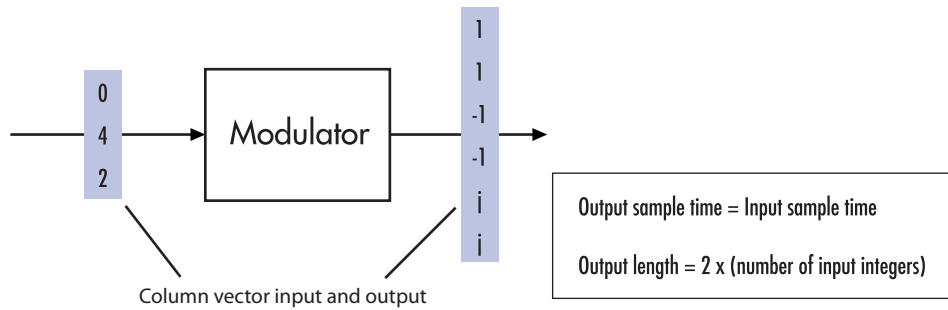 0
4
2
Modulator
1
1
-1
-1
i
i
Output sample time = Input sample time
Output length = 2 x (number of input integers)
Column vector input and output